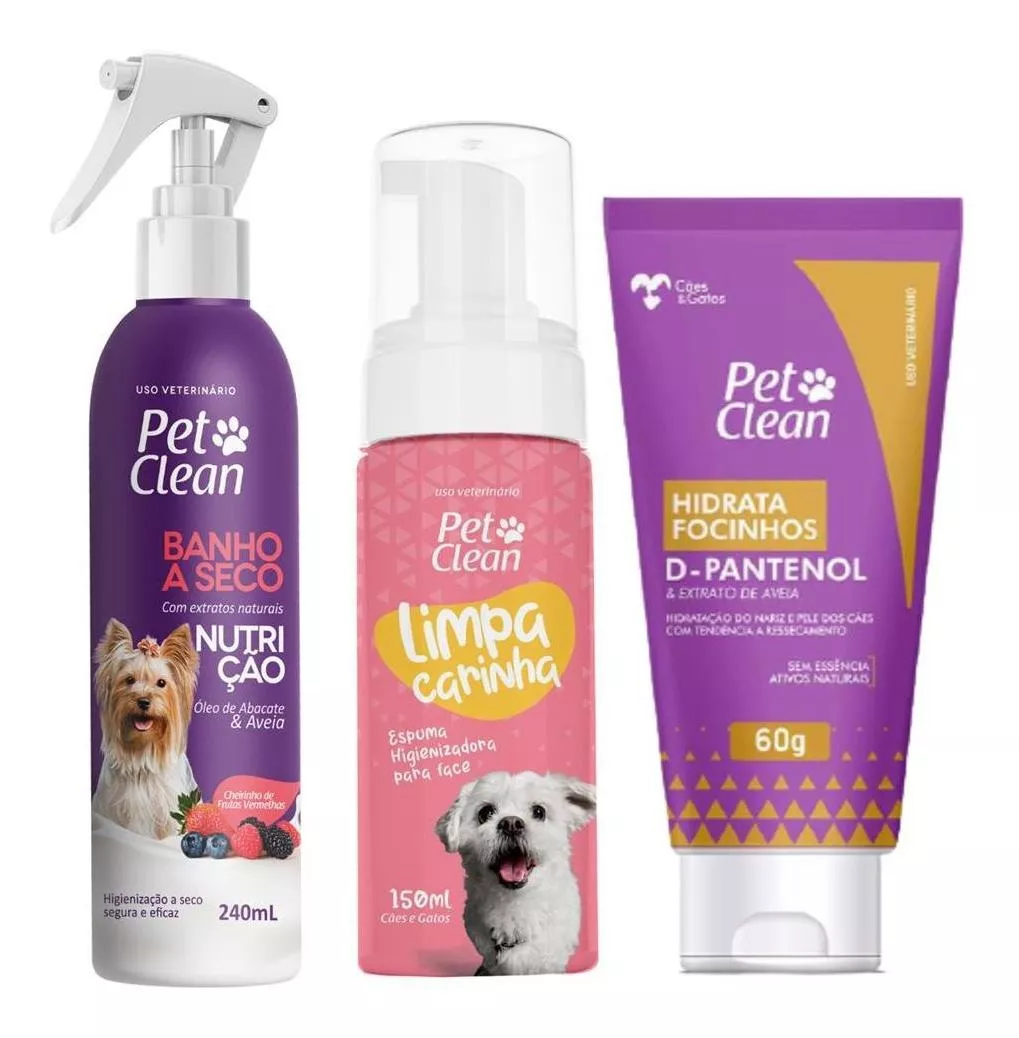 USO VETERINÁRIO
Pet
Clean
BANHO
A SECO
Com extratos naturais
NUTRI
ÇÃO
Óleo de Abacate
& Aveia
Cheirinho de
Frutas Vermelhas
Higienização a seco
segura e eficaz
240mL
uso veterinário
Pet
Clean
Limpa
carinha
Espuma
Higienizadora
para face
150mL
Cães e Gatos
Cães
&Gatos
USO VETERINÁRIO
Pet
Clean
HIDRATA
FOCINHOS
D-PANTENOL
& EXTRATO DE AVEIA
HIDRATAÇÃO DO NARIZ E PELE DOS CÃES
COM TENDÊNCIA A RESSECAMENTO
SEM ESSÊNCIA
ATIVOS NATURAIS
60g